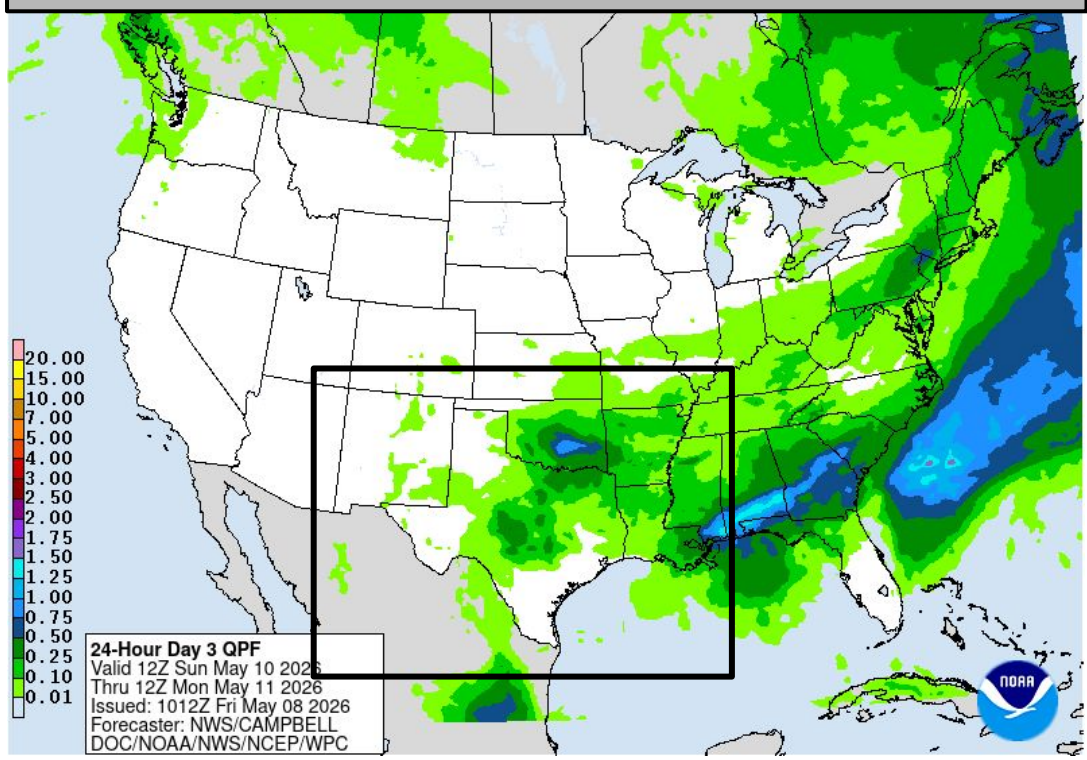 20.00
15.00
10.00
7.00
5.00
4.00
3.00
2.50
2.00
1.75
1.50
1.25
1.00
0.75
0.50
0.25
0.10
0.01
24-Hour Day 3 QPF
Valid 12Z Sun May 10 2026
Thru 12Z Mon May 11 2026
Issued: 1012Z Fri May 08 2026
Forecaster: NWS/CAMPBELL
DOC/NOAA/NWS/NCEP/WPC
NOAA